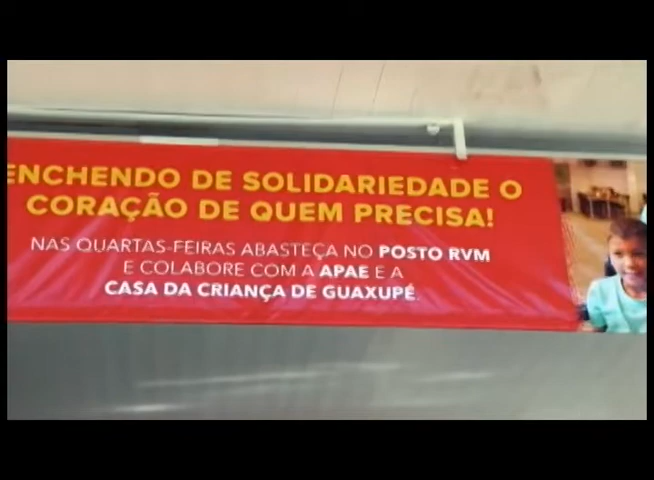 ENCHENDO DE SOLIDARIEDADE O
CORAÇÃO DE QUEM PRECISA!
NAS QUARTAS-FEIRAS ABASTEÇA NO POSTO RVM
E COLABORE COM A APAE E A
CASA DA CRIANÇA DE GUAXUPÉ.